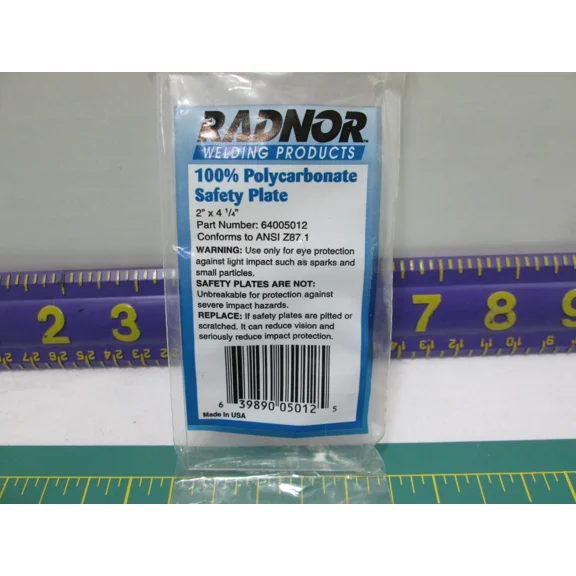 RADNOR™
WELDING PRODUCTS
100% Polycarbonate
Safety Plate
2" x 4 1/4"
Part Number: 64005012
Conforms to ANSI Z87.1
WARNING: Use only for eye protection
against light impact such as sparks and
small particles.
SAFETY PLATES ARE NOT:
Unbreakable for protection against
severe impact hazards.
REPLACE: If safety plates are pitted or
scratched. It can reduce vision and
seriously reduce impact protection.
6 39890 05012 5
Made in USA
2 3 7 8 9